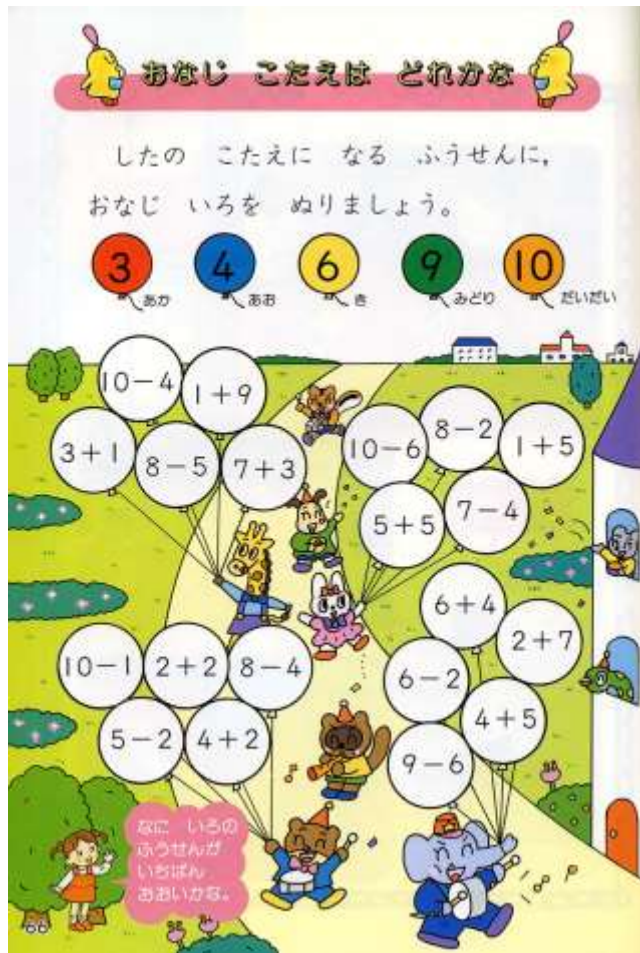 おなじ こたえは どれかな
したの こたえに なる ふうせんに,
おなじ いろを ぬりましょう。
3 4 6 9 10
あか あお き みどり だいだい
10-4 1+9
3+1 8-5 7+3
10-6 8-2 1+5
5+5 7-4
6+4 2+7
10-1 2+2 8-4
6-2 4+5
5-2 4+2
9-6
なに いろの
ふうせんが
いちばん
おおいかな。